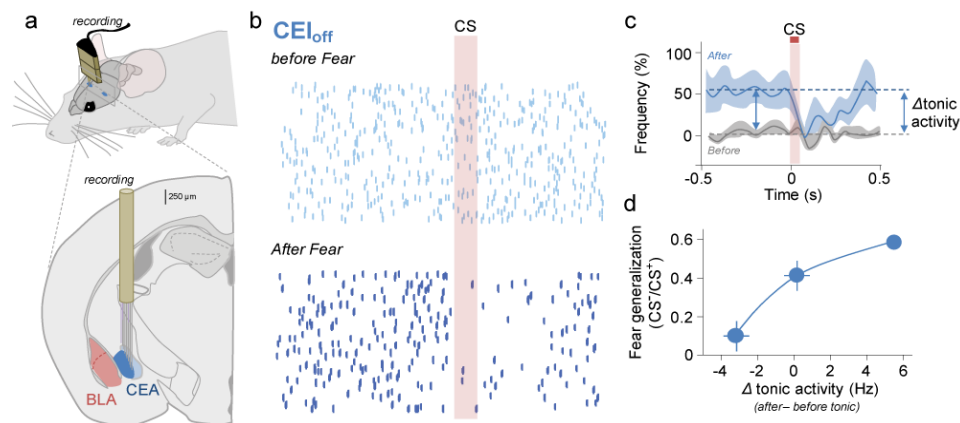 a
recording
recording
250 µm
BLA
CEA
b
CEI_off
CS
before Fear
After Fear
c
CS
After
Before
Frequency (%)
100
50
0
-0.5
0
0.5
Time (s)
Δtonic
activity
d
Fear generalization
(CS⁻/CS⁺)
0.6
0.4
0.2
0
-4
-2
0
2
4
6
Δ tonic activity (Hz)
(after– before tonic)